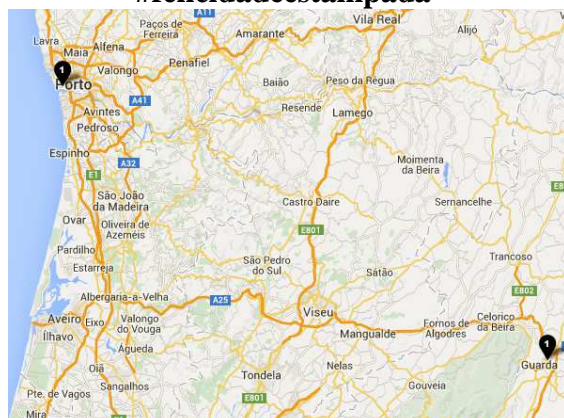 #felicidadeestampada
A11
Vila Real
Lavra
Paços de
Ferreira
Amarante
Alfena
Maia
Alijó
Valongo
Penafiel
1
Porto
Baião
Peso da Régua
A41
Resende
Avintes
Lamego
Pedroso
Espinho
A32
Moimenta
da Beira
E1
São João
da Madeira
Castro Daire
Sernancelhe
Ovar
Oliveira de
Azeméis
E801
Pardilho
São Pedro
do Sul
Trancoso
Estarreja
Sátão
Albergaria-a-Velha
A25
E802
Viseu
Aveiro
Eixo
Valongo
do Vouga
Fornos de
Algodres
Celorico
da Beira
Ílhavo
Mangualde
1
Águeda
Guarda
Oiã
Tondela
Nelas
Pte. de Vagos
Sangalhos
Gouveia
E801
Mira